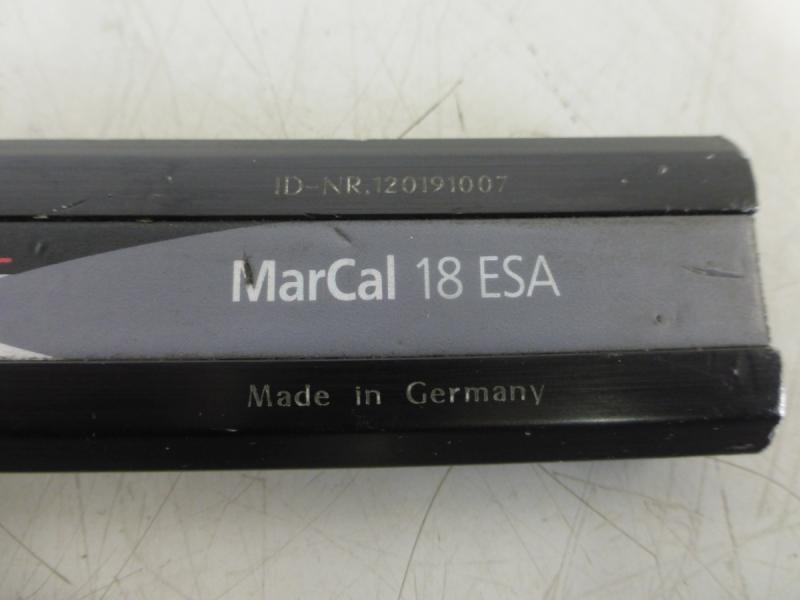 ID-NR.120191007
MarCal 18 ESA
Made in Germany